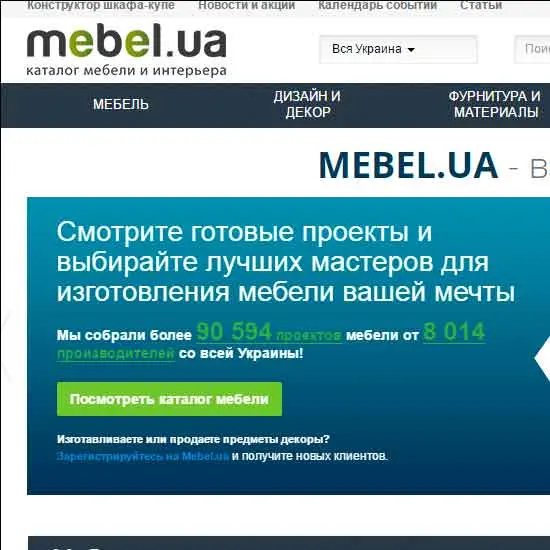 Конструктор шкафа-купе Новости и акции Календарь событий Статьи
mebel.ua
каталог мебели и интерьера
Вся Украина
МЕБЕЛЬ
ДИЗАЙН И
ДЕКОР
ФУРНИТУРА И
МАТЕРИАЛЫ
MEBEL.UA - в
Смотрите готовые проекты и
выбирайте лучших мастеров для
изготовления мебели вашей мечты
Мы собрали более 90 594 проектов мебели от 8 014
производителей со всей Украины!
Посмотреть каталог мебели
Изготавливаете или продаете предметы декоры?
Зарегистрируйтесь на Mebel.ua и получите новых клиентов.